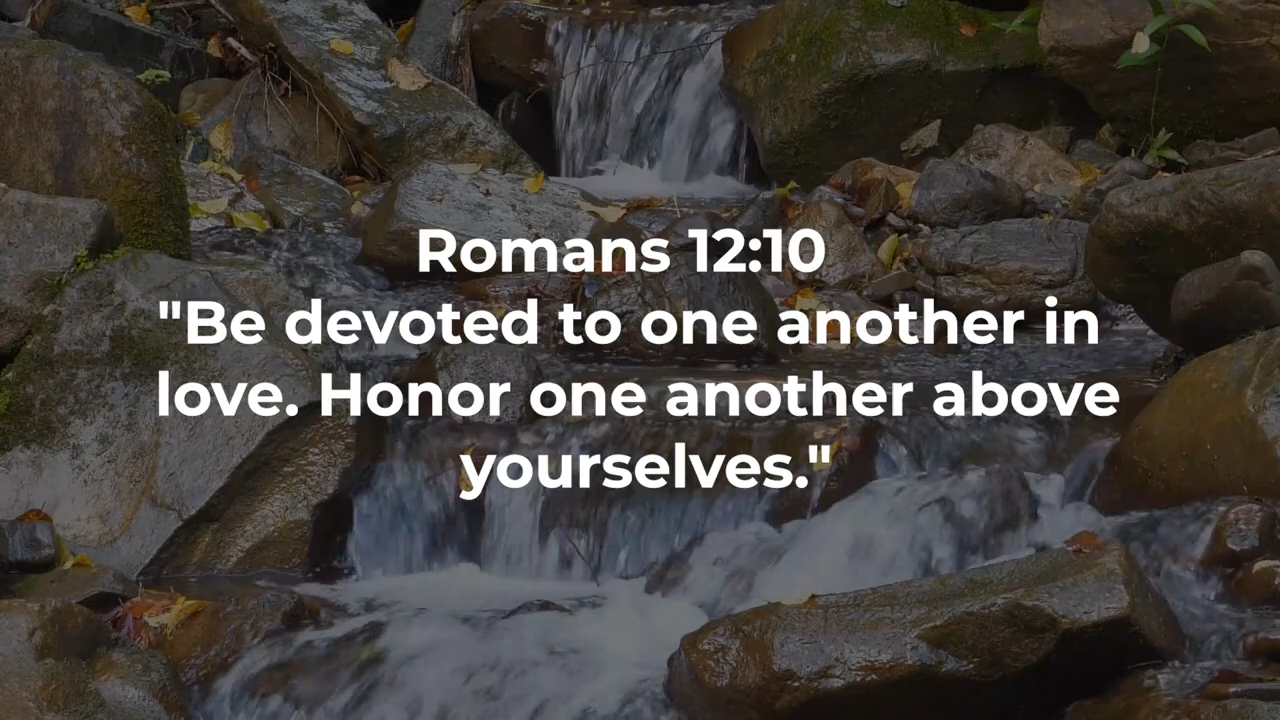 Romans 12:10
"Be devoted to one another in
love. Honor one another above
yourselves."